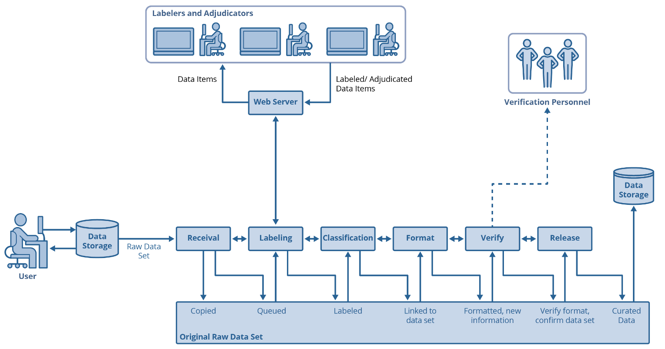 Labelers and Adjudicators
Data Items
Labeled/ Adjudicated
Data Items
Web Server
Verification Personnel
Data
Storage
User
Data
Storage
Raw Data
Set
Receival
Labeling
Classification
Format
Verify
Release
Copied
Queued
Labeled
Linked to
data set
Formatted, new
information
Verify format,
confirm data set
Curated
Data
Original Raw Data Set